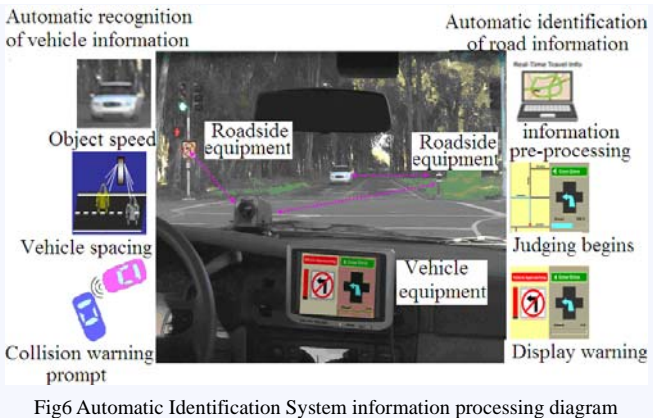 Automatic recognition
of vehicle information
Object speed
Vehicle spacing
Collision warning
prompt
Roadside
equipment
Roadside
equipment
Vehicle
equipment
Automatic identification
of road information
Real-Time Travel Info
information
pre-processing
Judging begins
Display warning
Fig6 Automatic Identification System information processing diagram